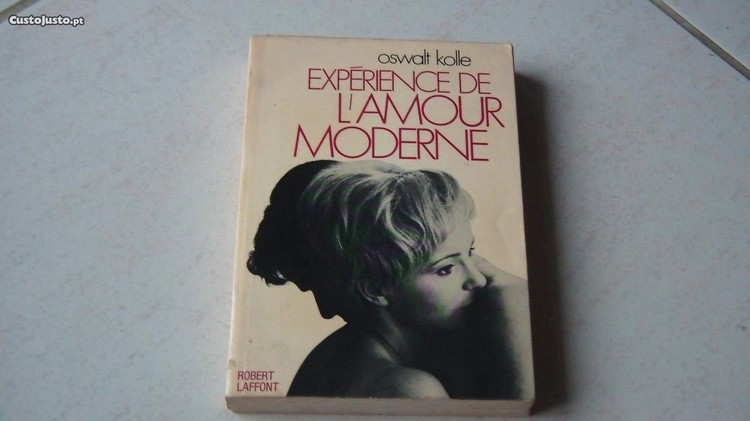 CustoJusto.pt
oswalt kolle
EXPÉRIENCE DE
L'AMOUR
MODERNE
ROBERT
LAFFONT